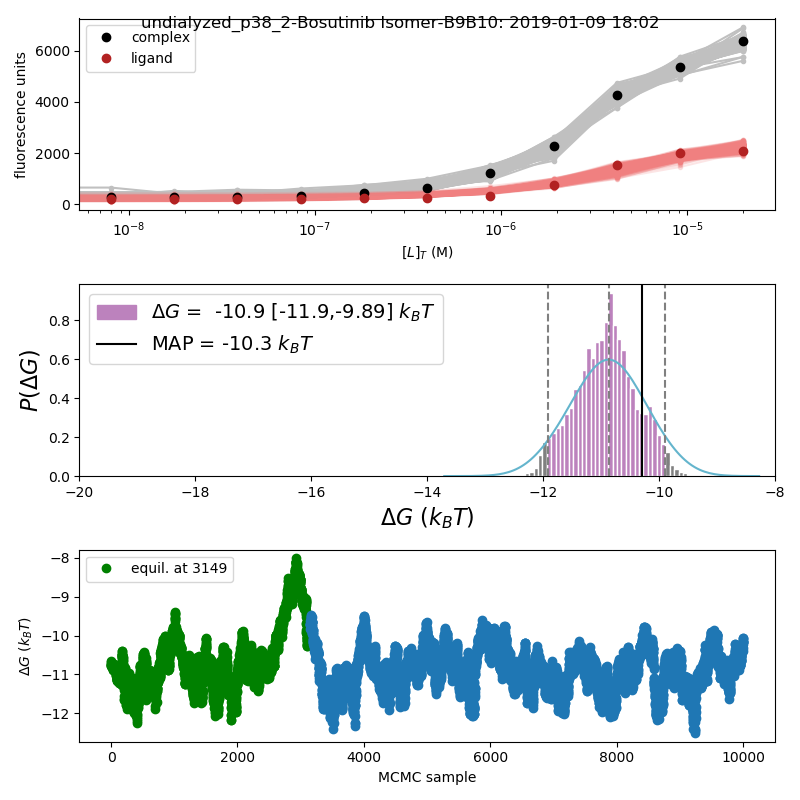 undialyzed_p38_2-Bosutinib Isomer-B9B10: 2019-01-09 18:02
complex
ligand
fluorescence units
6000
4000
2000
0
10⁻⁸ 10⁻⁷ 10⁻⁶ 10⁻⁵
[L]_T (M)
ΔG = -10.9 [-11.9,-9.89] k_BT
MAP = -10.3 k_BT
P(ΔG)
0.8
0.6
0.4
0.2
0.0
−20 −18 −16 −14 −12 −10 −8
ΔG (k_BT)
equil. at 3149
ΔG (k_BT)
−8
−9
−10
−11
−12
0 2000 4000 6000 8000 10000
MCMC sample